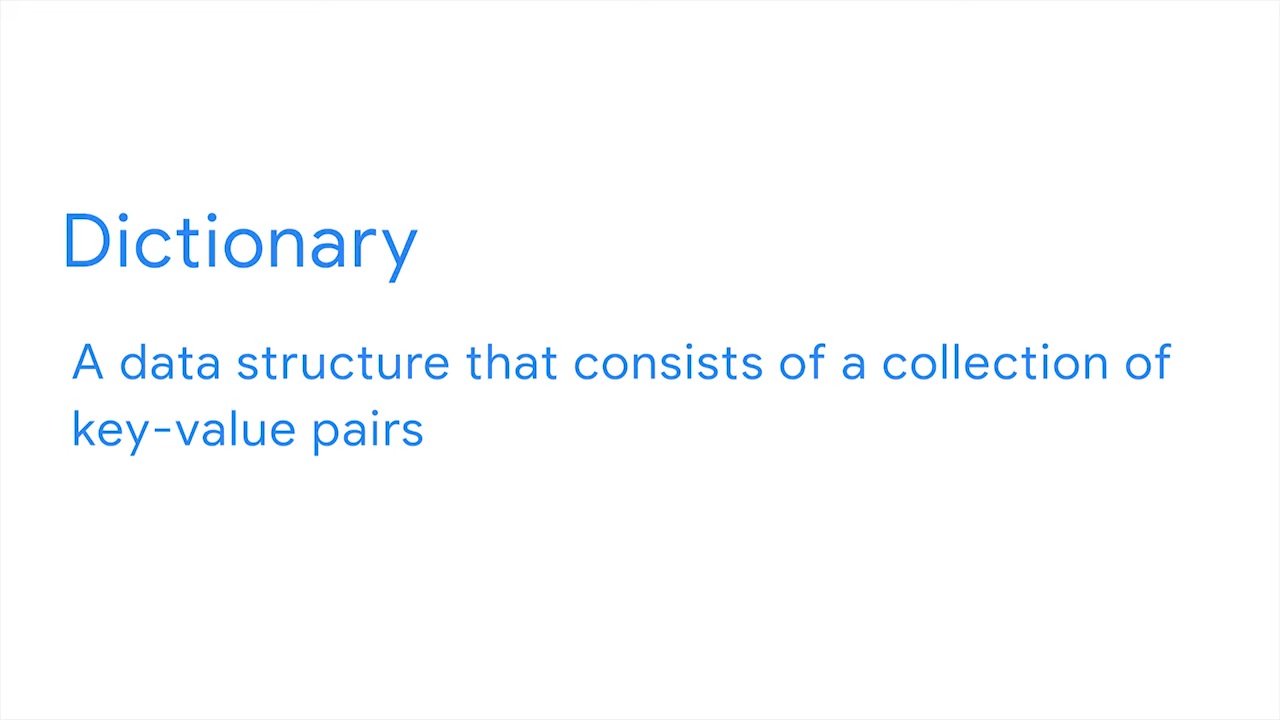 Dictionary
A data structure that consists of a collection of
key-value pairs